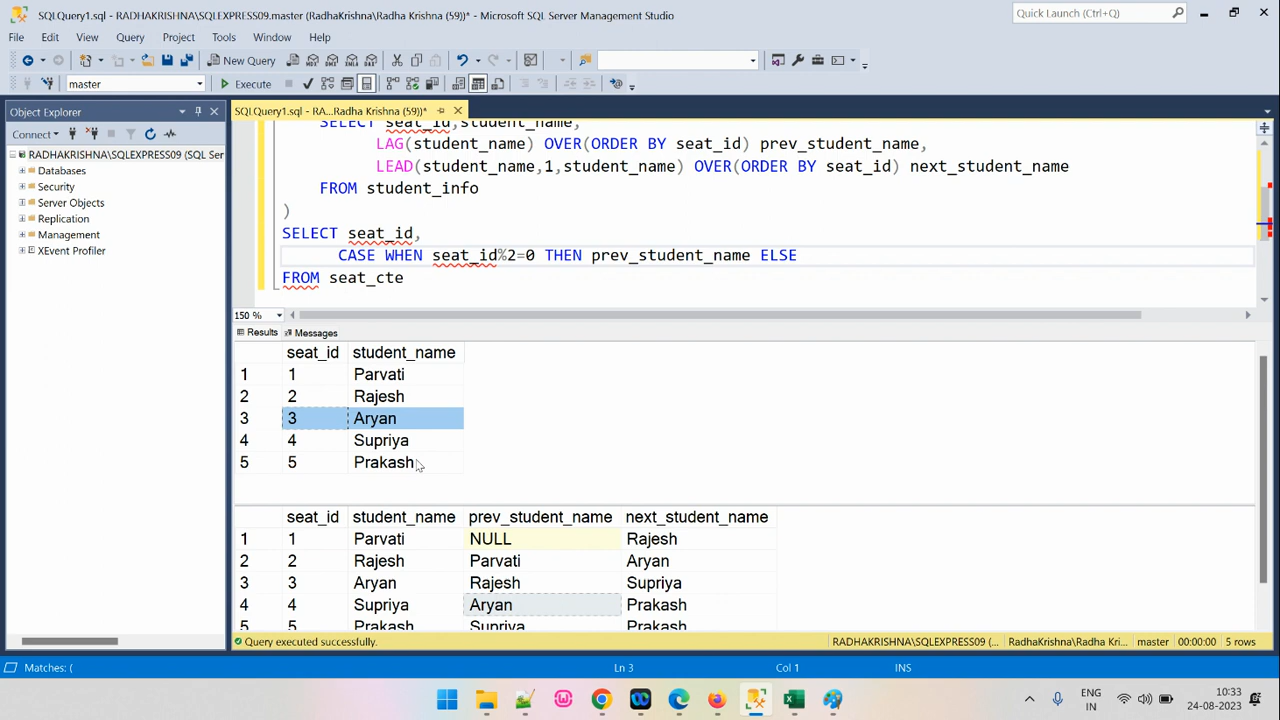 SQLQuery1.sql - RADHAKRISHNA\SQLEXPRESS09.master (RadhaKrishna\Radha Krishna (59))* - Microsoft SQL Server Management Studio
Quick Launch (Ctrl+Q)
File Edit View Query Project Tools Window Help
New Query
master Execute
Object Explorer
SQLQuery1.sql - RA...Radha Krishna (59))*
Connect
RADHAKRISHNA\SQLEXPRESS09 (SQL Ser
Databases
Security
Server Objects
Replication
Management
XEvent Profiler
SELECT seat_id,student_name,
LAG(student_name) OVER(ORDER BY seat_id) prev_student_name,
LEAD(student_name,1,student_name) OVER(ORDER BY seat_id) next_student_name
FROM student_info
)
SELECT seat_id,
CASE WHEN seat_id%2=0 THEN prev_student_name ELSE
FROM seat_cte
150 %
Results Messages
seat_id student_name
1 1 Parvati
2 2 Rajesh
3 3 Aryan
4 4 Supriya
5 5 Prakash
seat_id student_name prev_student_name next_student_name
1 1 Parvati NULL Rajesh
2 2 Rajesh Parvati Aryan
3 3 Aryan Rajesh Supriya
4 4 Supriya Aryan Prakash
5 5 Prakash Supriya Prakash
Query executed successfully.
RADHAKRISHNA\SQLEXPRESS09 (... RadhaKrishna\Radha Kri... master 00:00:00 5 rows
Matches: (
Ln 3 Col 1 INS
ENG
IN
10:33
24-08-2023